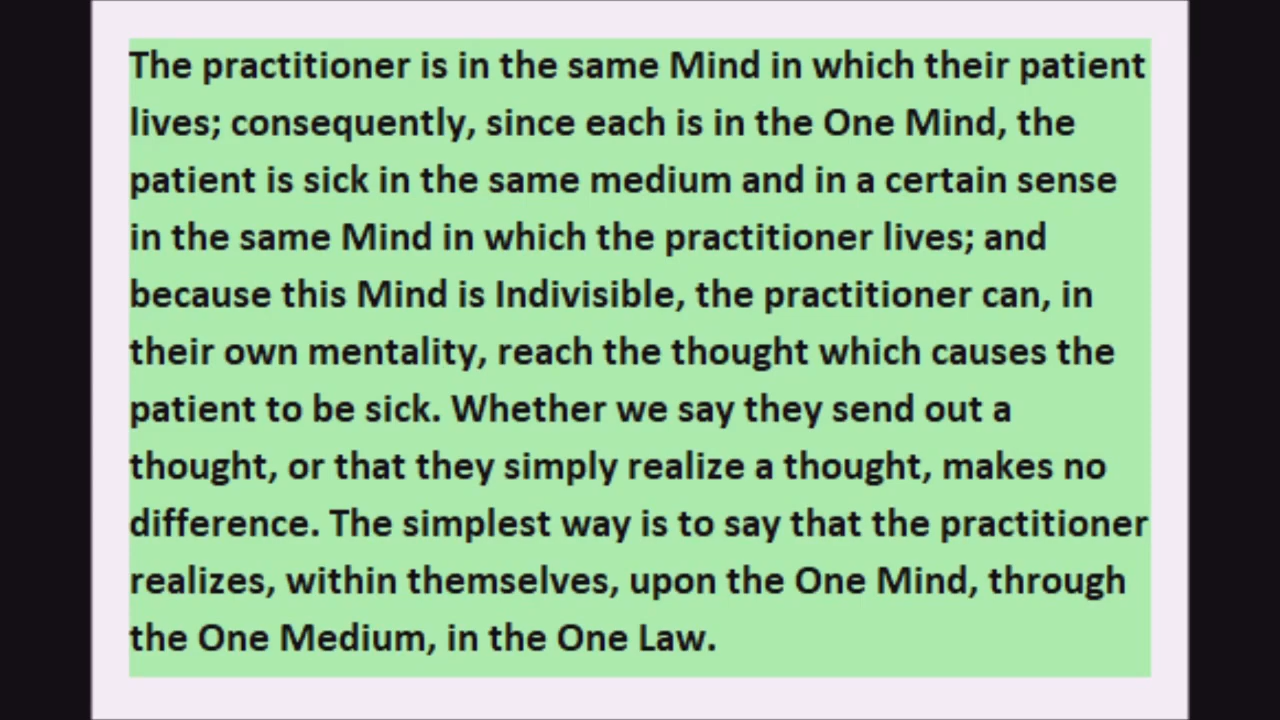 The practitioner is in the same Mind in which their patient
lives; consequently, since each is in the One Mind, the
patient is sick in the same medium and in a certain sense
in the same Mind in which the practitioner lives; and
because this Mind is Indivisible, the practitioner can, in
their own mentality, reach the thought which causes the
patient to be sick. Whether we say they send out a
thought, or that they simply realize a thought, makes no
difference. The simplest way is to say that the practitioner
realizes, within themselves, upon the One Mind, through
the One Medium, in the One Law.